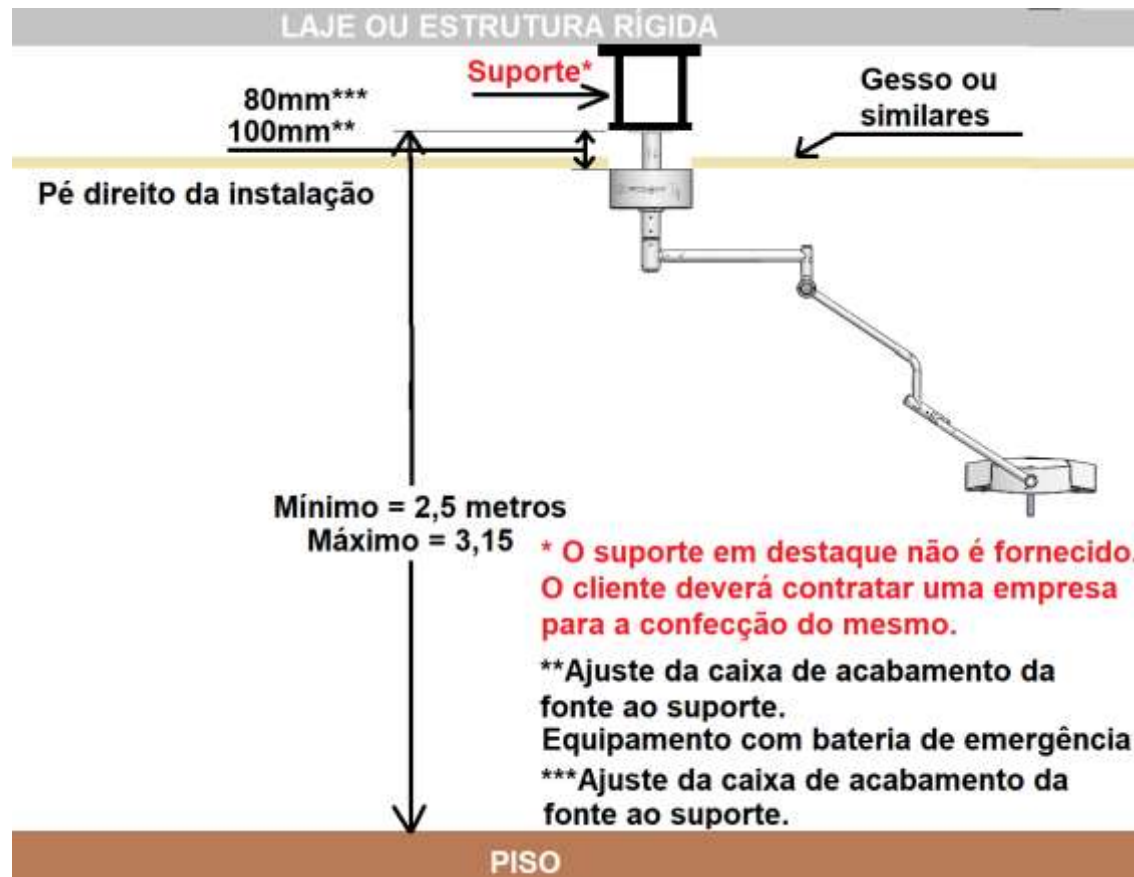 LAJE OU ESTRUTURA RÍGIDA
Suporte*
Gesso ou
similares
80mm***
100mm**
Pé direito da instalação
Mínimo = 2,5 metros
Máximo = 3,15
* O suporte em destaque não é fornecido.
O cliente deverá contratar uma empresa
para a confecção do mesmo.
**Ajuste da caixa de acabamento da
fonte ao suporte.
Equipamento com bateria de emergência
***Ajuste da caixa de acabamento da
fonte ao suporte.
PISO